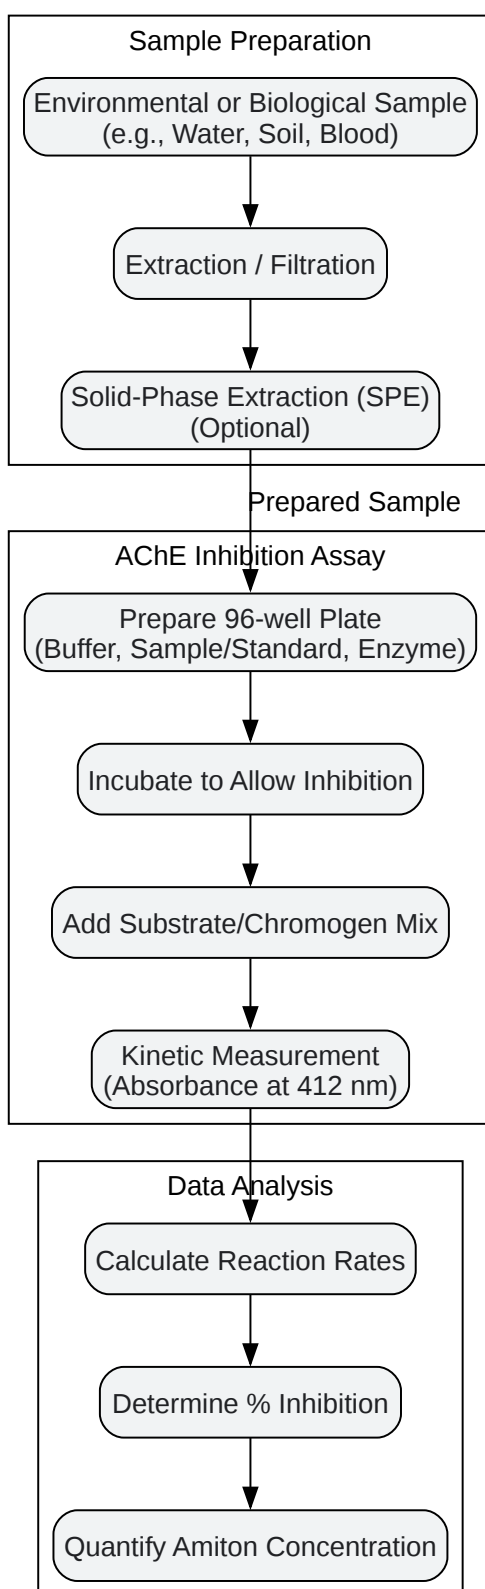 Sample Preparation
Environmental or Biological Sample
(e.g., Water, Soil, Blood)
Extraction / Filtration
Solid-Phase Extraction (SPE)
(Optional)
Prepared Sample
AChE Inhibition Assay
Prepare 96-well Plate
(Buffer, Sample/Standard, Enzyme)
Incubate to Allow Inhibition
Add Substrate/Chromogen Mix
Kinetic Measurement
(Absorbance at 412 nm)
Data Analysis
Calculate Reaction Rates
Determine % Inhibition
Quantify Amiton Concentration